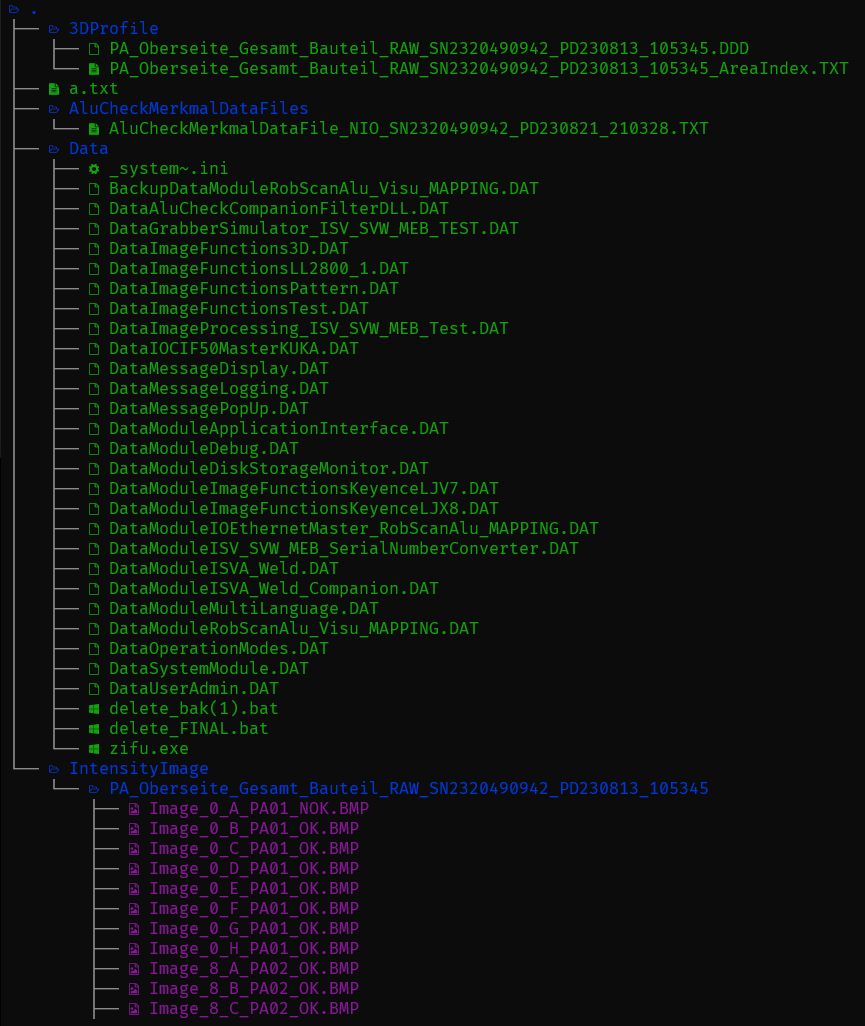 .
3DProfile
PA_Oberseite_Gesamt_Bauteil_RAW_SN2320490942_PD230813_105345.DDD
PA_Oberseite_Gesamt_Bauteil_RAW_SN2320490942_PD230813_105345_AreaIndex.TXT
a.txt
AluCheckMerkmalDataFiles
AluCheckMerkmalDataFile_NIO_SN2320490942_PD230821_210328.TXT
Data
_system~.ini
BackupDataModuleRobScanAlu_Visu_MAPPING.DAT
DataAluCheckCompanionFilterDLL.DAT
DataGrabberSimulator_ISV_SVW_MEB_TEST.DAT
DataImageFunctions3D.DAT
DataImageFunctionsLL2800_1.DAT
DataImageFunctionsPattern.DAT
DataImageFunctionsTest.DAT
DataImageProcessing_ISV_SVW_MEB_Test.DAT
DataIOCIF50MasterKUKA.DAT
DataMessageDisplay.DAT
DataMessageLogging.DAT
DataMessagePopUp.DAT
DataModuleApplicationInterface.DAT
DataModuleDebug.DAT
DataModuleDiskStorageMonitor.DAT
DataModuleImageFunctionsKeyenceLJV7.DAT
DataModuleImageFunctionsKeyenceLJX8.DAT
DataModuleIOEthernetMaster_RobScanAlu_MAPPING.DAT
DataModuleISV_SVW_MEB_SerialNumberConverter.DAT
DataModuleISVA_Weld.DAT
DataModuleISVA_Weld_Companion.DAT
DataModuleMultiLanguage.DAT
DataModuleRobScanAlu_Visu_MAPPING.DAT
DataOperationModes.DAT
DataSystemModule.DAT
DataUserAdmin.DAT
delete_bak(1).bat
delete_FINAL.bat
zifu.exe
IntensityImage
PA_Oberseite_Gesamt_Bauteil_RAW_SN2320490942_PD230813_105345
Image_0_A_PA01_NOK.BMP
Image_0_B_PA01_OK.BMP
Image_0_C_PA01_OK.BMP
Image_0_D_PA01_OK.BMP
Image_0_E_PA01_OK.BMP
Image_0_F_PA01_OK.BMP
Image_0_G_PA01_OK.BMP
Image_0_H_PA01_OK.BMP
Image_8_A_PA02_OK.BMP
Image_8_B_PA02_OK.BMP
Image_8_C_PA02_OK.BMP